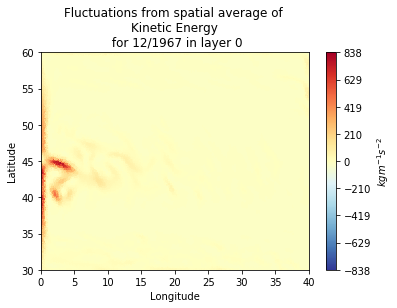 Fluctuations from spatial average of
Kinetic Energy
for 12/1967 in layer 0
60
55
50
45
40
35
30
Latitude
0 5 10 15 20 25 30 35 40
Longitude
838
629
419
210
0
−210
−419
−629
−838
kgm⁻¹s⁻²